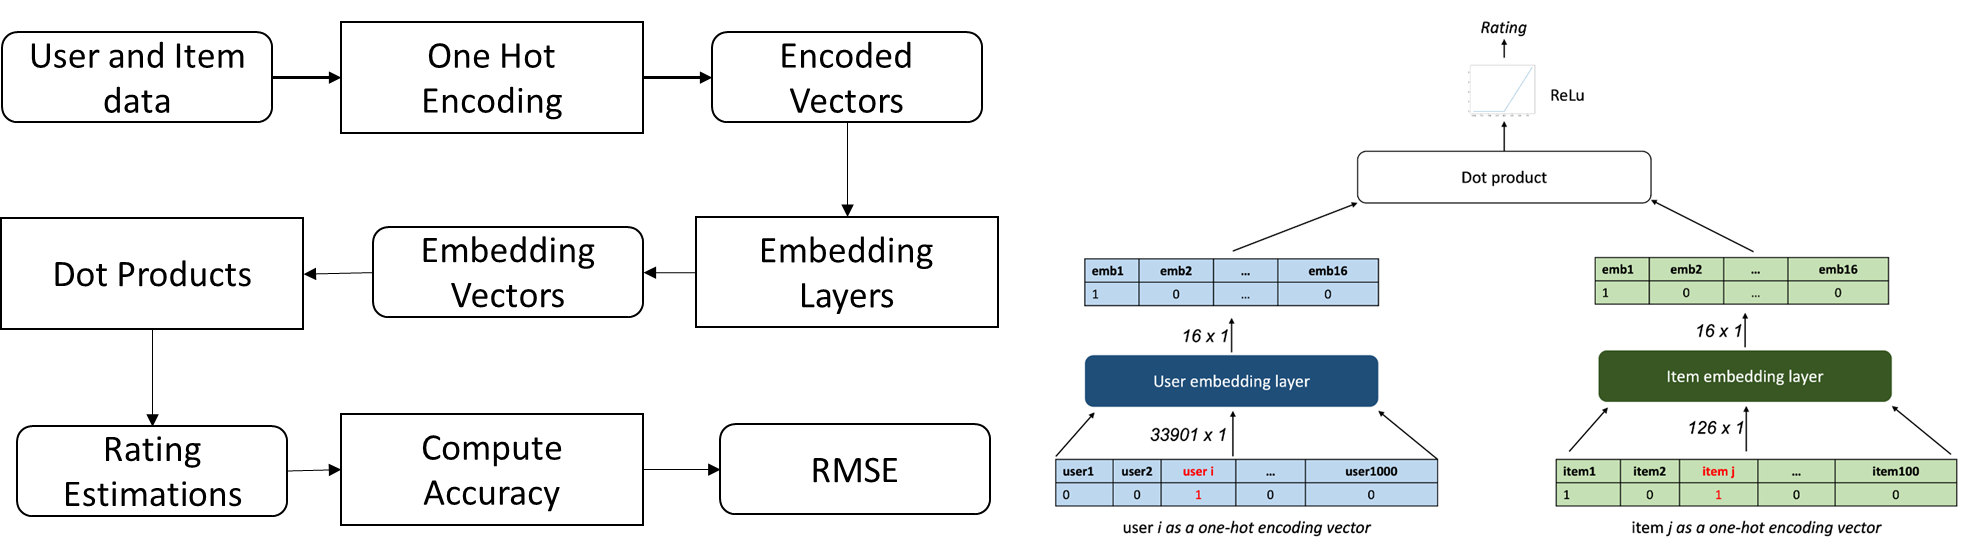 User and Item
data
One Hot
Encoding
Encoded
Vectors
Dot Products
Embedding
Vectors
Embedding
Layers
Rating
Estimations
Compute
Accuracy
RMSE
Rating
ReLu
Dot product
emb1 emb2 ... emb16
1 0 ... 0
16 x 1
User embedding layer
33901 x 1
user1 user2 user i ... user1000
0 0 1 0 0
user i as a one-hot encoding vector
emb1 emb2 ... emb16
1 0 ... 0
16 x 1
Item embedding layer
126 x 1
item1 item2 item j ... item100
1 0 1 0 0
item j as a one-hot encoding vector